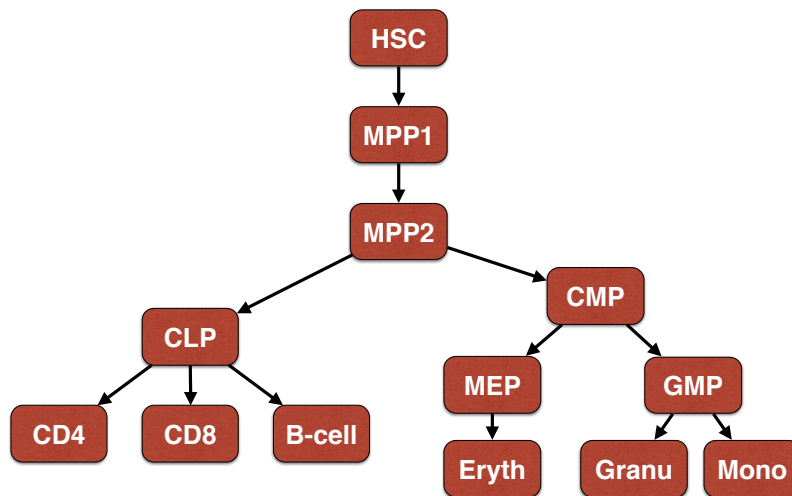 HSC
MPP1
MPP2
CMP
CLP
MEP
GMP
CD4
CD8
B-cell
Eryth
Granu
Mono